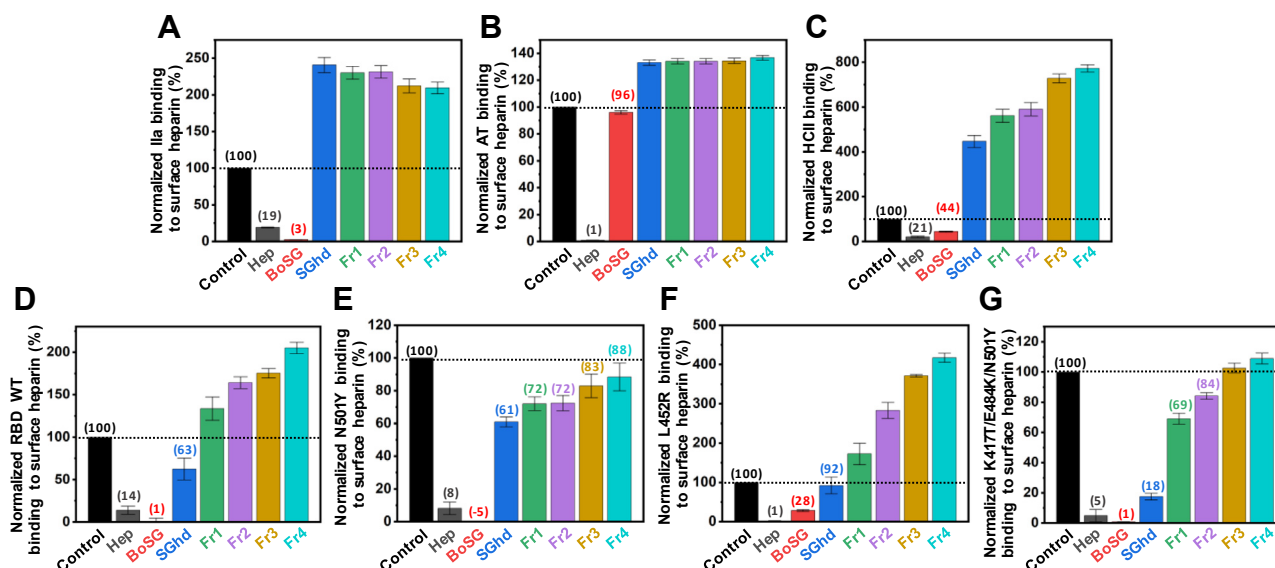 A
Normalized IIa binding
to surface heparin (%)
250
200
150
100
50
0
(100)
(19)
(3)
Control
Hep
BoSG
SGhd
Fr1
Fr2
Fr3
Fr4
B
Normalized AT binding
to surface heparin (%)
140
120
100
80
60
40
20
0
(100)
(1)
(96)
Control
Hep
BoSG
SGhd
Fr1
Fr2
Fr3
Fr4
C
Normalized HCII binding
to surface heparin (%)
800
600
400
200
0
(100)
(21)
(44)
Control
Hep
BoSG
SGhd
Fr1
Fr2
Fr3
Fr4
D
Normalized RBD WT
binding to surface heparin (%)
200
150
100
50
0
(100)
(14)
(1)
(63)
Control
Hep
BoSG
SGhd
Fr1
Fr2
Fr3
Fr4
E
Normalized N501Y binding
to surface heparin (%)
120
100
80
60
40
20
0
(100)
(8)
(-5)
(61)
(72)
(72)
(83)
(88)
Control
Hep
BoSG
SGhd
Fr1
Fr2
Fr3
Fr4
F
Normalized L452R binding
to surface heparin (%)
500
400
300
200
100
0
(100)
(1)
(28)
(92)
Control
Hep
BoSG
SGhd
Fr1
Fr2
Fr3
Fr4
G
Normalized K417T/E484K/N501Y
binding to surface heparin (%)
120
100
80
60
40
20
0
(100)
(5)
(1)
(18)
(69)
(84)
Control
Hep
BoSG
SGhd
Fr1
Fr2
Fr3
Fr4